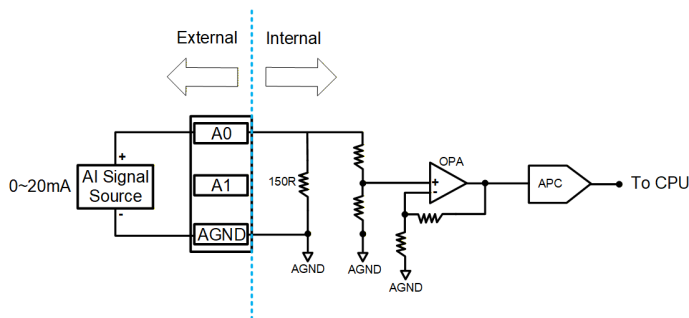 External
Internal
A0
OPA
+
0~20mA
AI Signal
Source
A1
150R
+
-
APC
To CPU
-
AGND
AGND
AGND
AGND